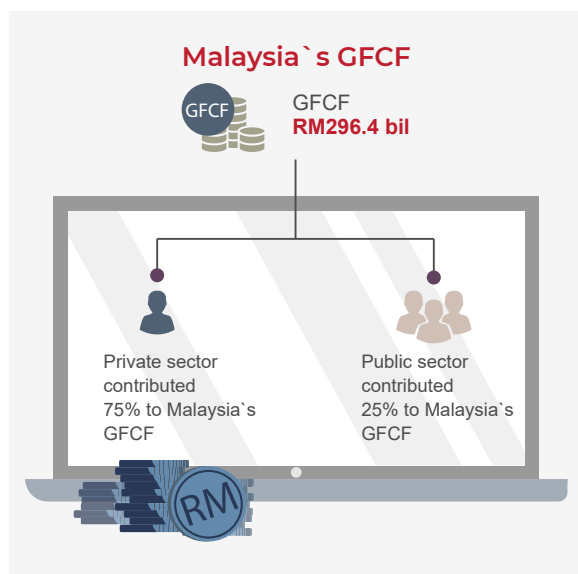 Malaysia`s GFCF
GFCF
GFCF
RM296.4 bil
Private sector
contributed
75% to Malaysia`s
GFCF
Public sector
contributed
25% to Malaysia`s
GFCF
RM